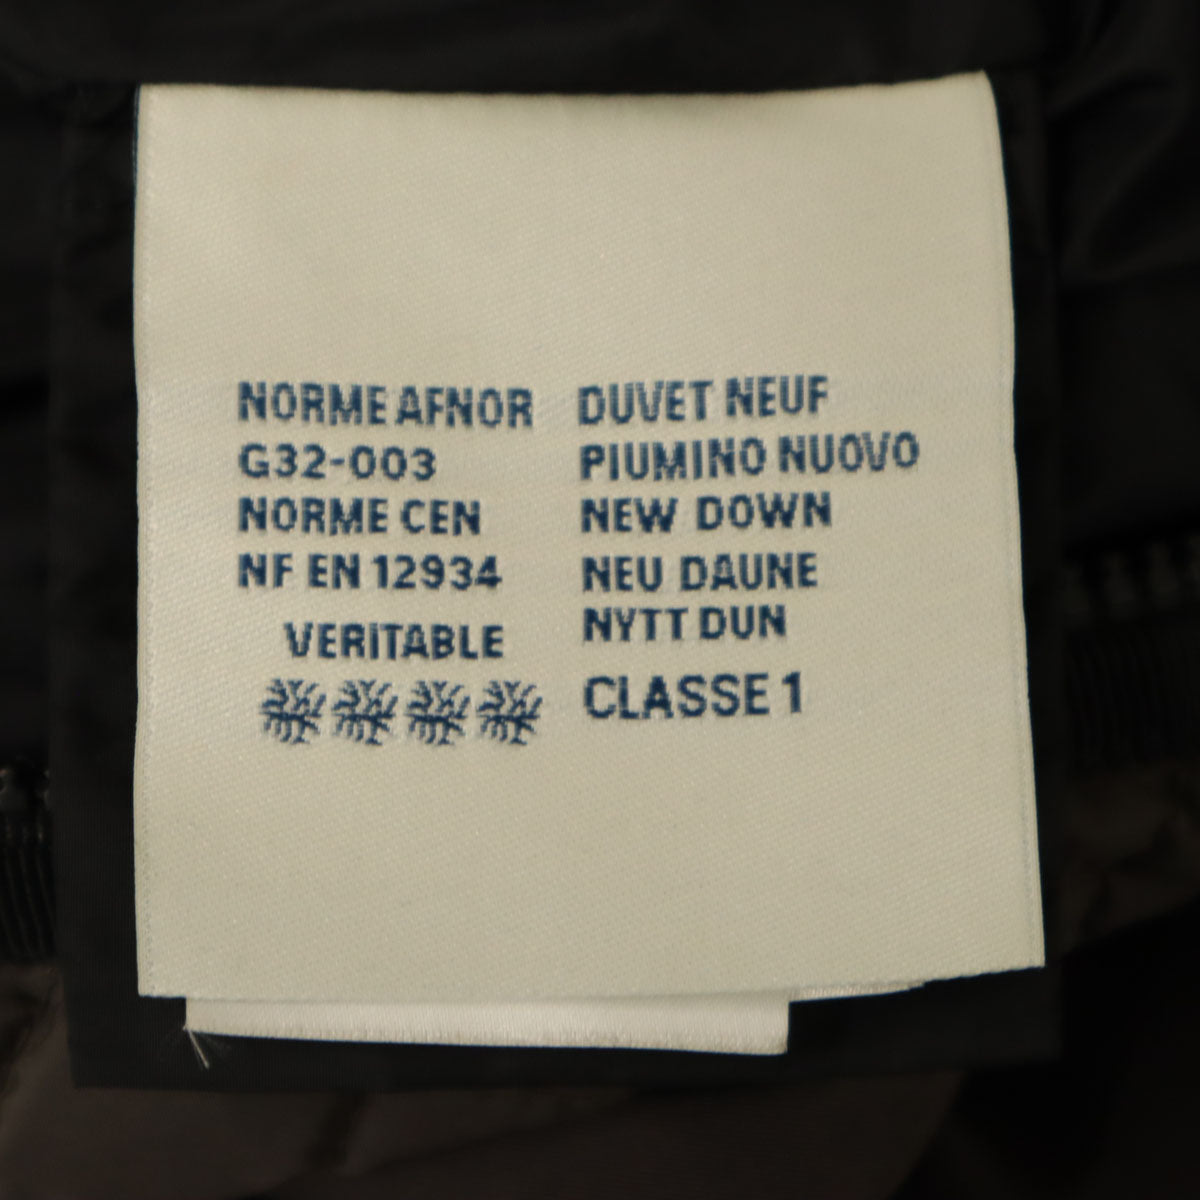 NORME AFNOR
G32-003
NORME CEN
NF EN 12934
VERITABLE
DUVET NEUF
PIUMINO NUOVO
NEW DOWN
NEU DAUNE
NYTT DUN
CLASSE 1